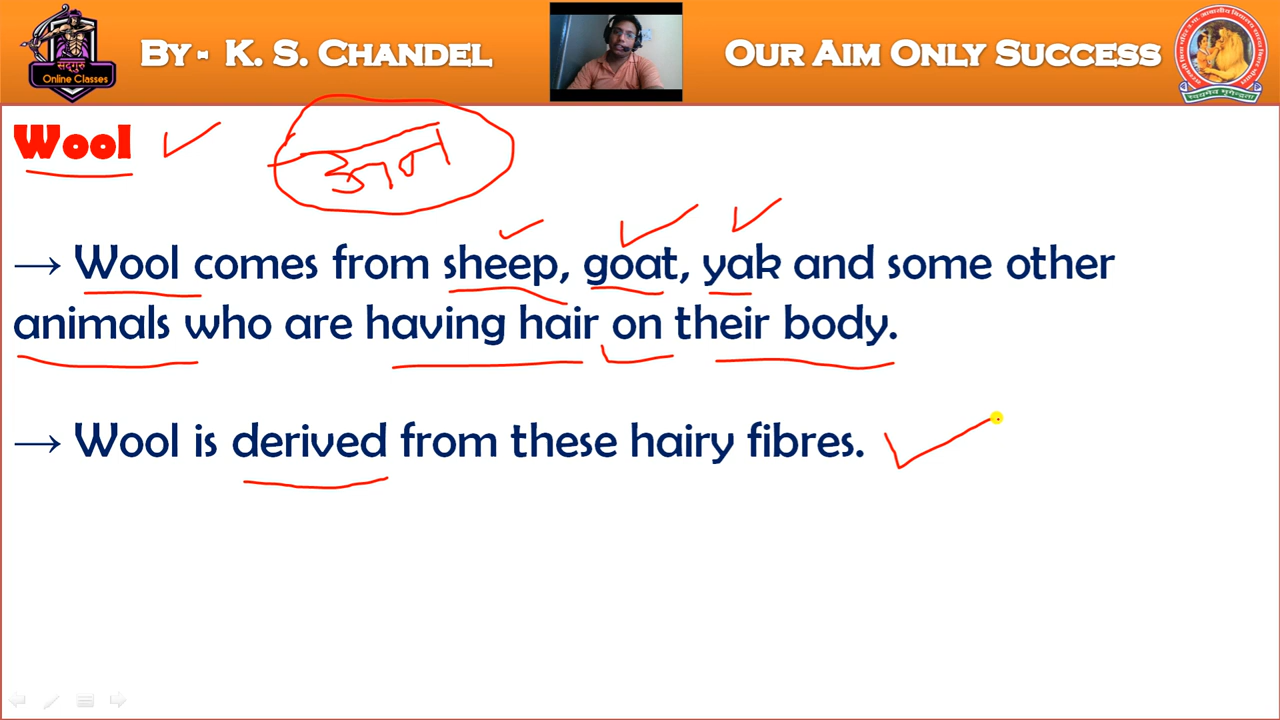 By - K. S. Chandel
Our Aim Only Success
सद्गुरु
Online Classes
Wool
ऊन
→ Wool comes from sheep, goat, yak and some other
animals who are having hair on their body.
→ Wool is derived from these hairy fibres.